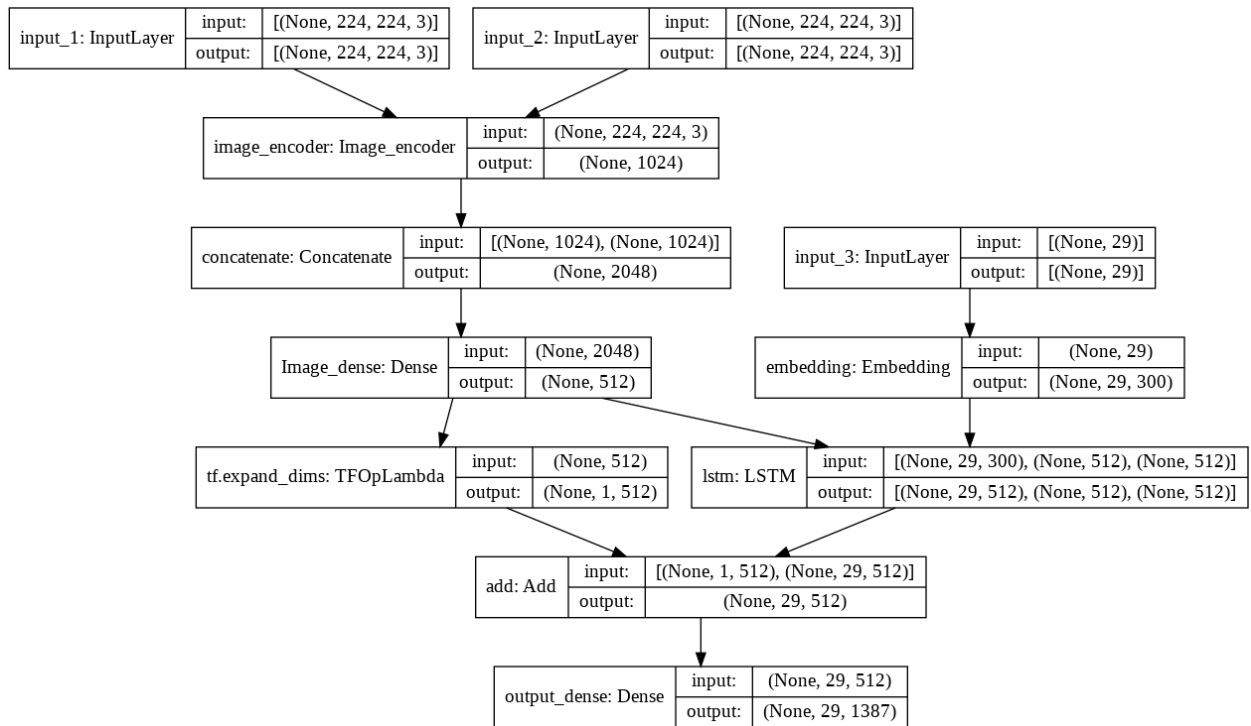 input_1: InputLayer
input: [(None, 224, 224, 3)]
output: [(None, 224, 224, 3)]
input_2: InputLayer
input: [(None, 224, 224, 3)]
output: [(None, 224, 224, 3)]
image_encoder: Image_encoder
input: (None, 224, 224, 3)
output: (None, 1024)
concatenate: Concatenate
input: [(None, 1024), (None, 1024)]
output: (None, 2048)
input_3: InputLayer
input: [(None, 29)]
output: [(None, 29)]
Image_dense: Dense
input: (None, 2048)
output: (None, 512)
embedding: Embedding
input: (None, 29)
output: (None, 29, 300)
tf.expand_dims: TFOpLambda
input: (None, 512)
output: (None, 1, 512)
lstm: LSTM
input: [(None, 29, 300), (None, 512), (None, 512)]
output: [(None, 29, 512), (None, 512), (None, 512)]
add: Add
input: [(None, 1, 512), (None, 29, 512)]
output: (None, 29, 512)
output_dense: Dense
input: (None, 29, 512)
output: (None, 29, 1387)